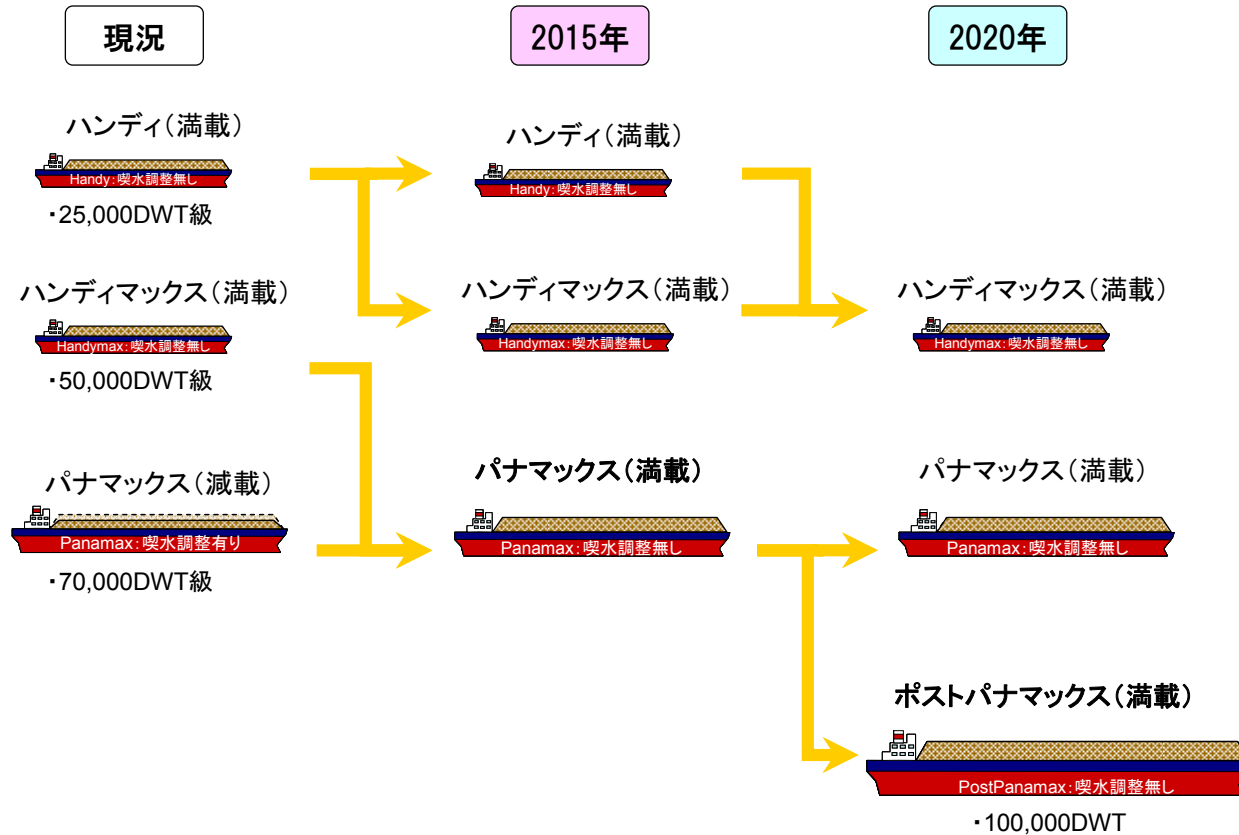 現況
2015年
2020年
ハンディ(満載)
ハンディ(満載)
Handy:喫水調整無し
Handy:喫水調整無し
・25,000DWT級
ハンディマックス(満載)
ハンディマックス(満載)
ハンディマックス(満載)
Handymax:喫水調整無し
Handymax:喫水調整無し
Handymax:喫水調整無し
・50,000DWT級
パナマックス(減載)
パナマックス(満載)
パナマックス(満載)
Panamax:喫水調整有り
Panamax:喫水調整無し
Panamax:喫水調整無し
・70,000DWT級
ポストパナマックス(満載)
PostPanamax:喫水調整無し
・100,000DWT